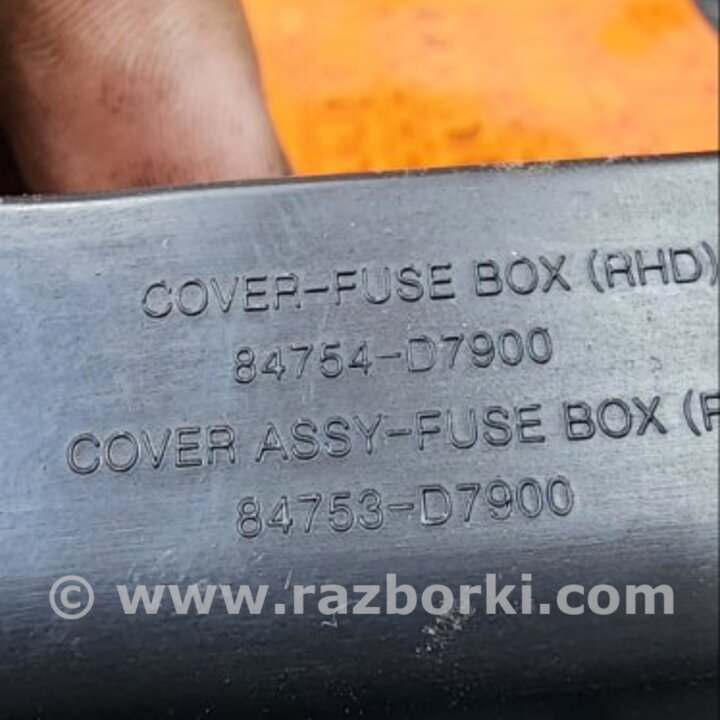 COVER-FUSE BOX (RHD)
84754-D7900
COVER ASSY-FUSE BOX
84753-D7900
© www.razborki.com